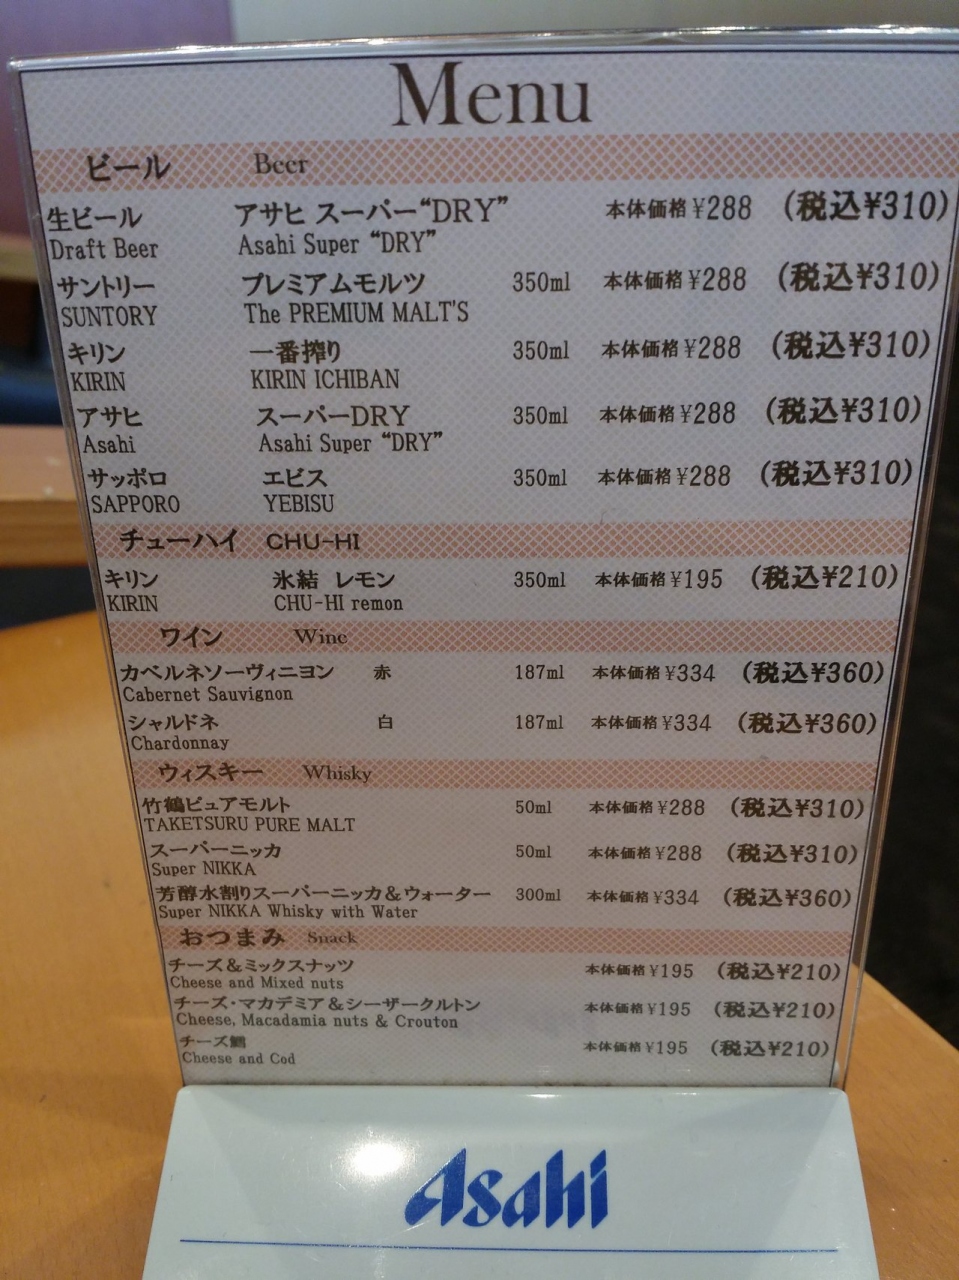 Menu
ビール Beer
生ビール アサヒ スーパー“DRY” 本体価格¥288 (税込¥310)
Draft Beer Asahi Super “DRY”
サントリー プレミアムモルツ 350ml 本体価格¥288 (税込¥310)
SUNTORY The PREMIUM MALT'S
キリン 一番搾り 350ml 本体価格¥288 (税込¥310)
KIRIN KIRIN ICHIBAN
アサヒ スーパーDRY 350ml 本体価格¥288 (税込¥310)
Asahi Asahi Super “DRY”
サッポロ エビス 350ml 本体価格¥288 (税込¥310)
SAPPORO YEBISU
チューハイ CHU-HI
キリン 氷結 レモン 350ml 本体価格¥195 (税込¥210)
KIRIN CHU-HI remon
ワイン Wine
カベルネソーヴィニヨン 赤 187ml 本体価格¥334 (税込¥360)
Cabernet Sauvignon
シャルドネ 白 187ml 本体価格¥334 (税込¥360)
Chardonnay
ウィスキー Whisky
竹鶴ピュアモルト 50ml 本体価格¥288 (税込¥310)
TAKETSURU PURE MALT
スーパーニッカ 50ml 本体価格¥288 (税込¥310)
Super NIKKA
芳醇水割りスーパーニッカ&ウォーター 300ml 本体価格¥334 (税込¥360)
Super NIKKA Whisky with Water
おつまみ Snack
チーズ&ミックスナッツ 本体価格¥195 (税込¥210)
Cheese and Mixed nuts
チーズ・マカデミア&シーザークルトン 本体価格¥195 (税込¥210)
Cheese, Macadamia nuts & Crouton
チーズ鱈 本体価格¥195 (税込¥210)
Cheese and Cod
Asahi